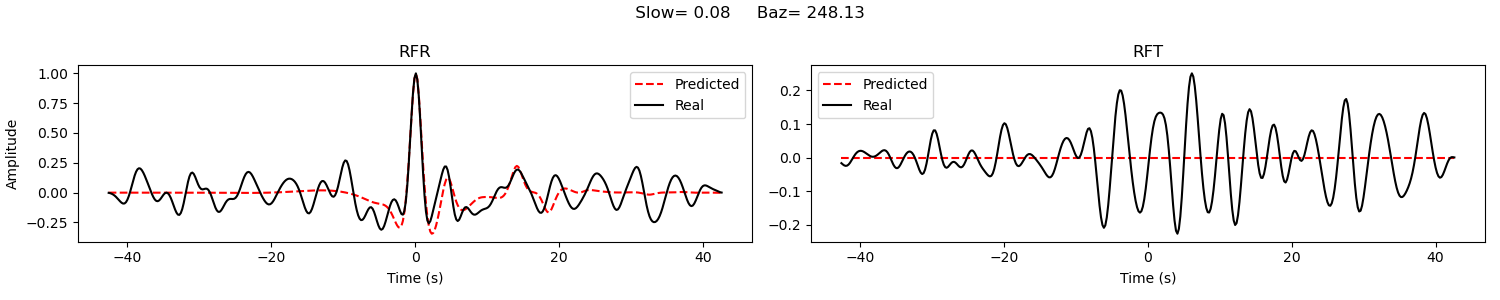 Slow= 0.08 Baz= 248.13
RFR
RFT
Amplitude
1.00
0.75
0.50
0.25
0.00
−0.25
Predicted
Real
−40
−20
0
20
40
Time (s)
0.2
0.1
0.0
−0.1
−0.2
Predicted
Real
−40
−20
0
20
40
Time (s)